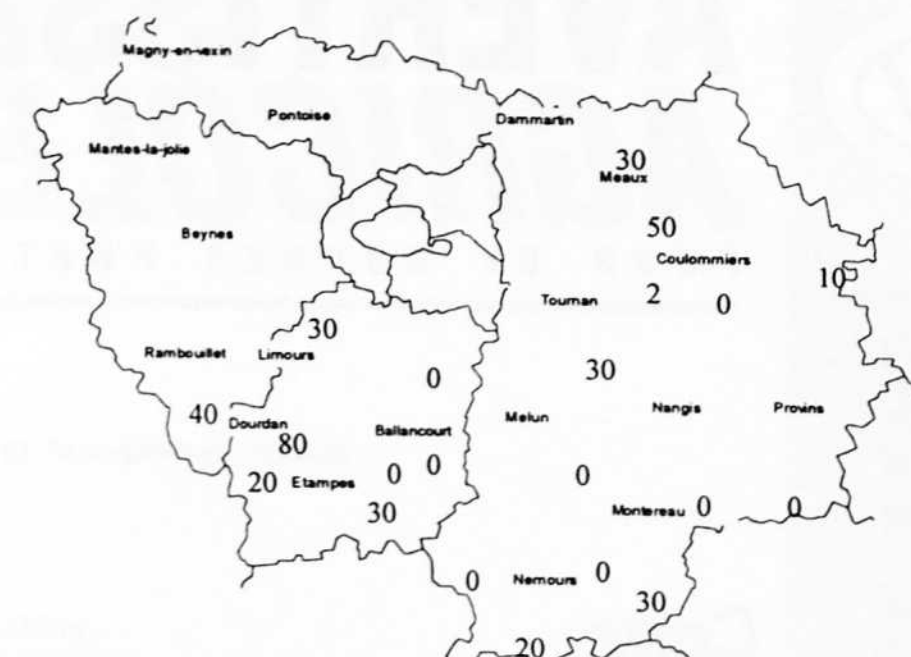 Magny-en-vexin
Pontoise
Dammartin
Mantes-la-jolie
30
Meaux
50
Beynes
Coulommiers
10
2
0
Tournan
30
Rambouillet
Limours
0
30
40
Dourdan
Ballancourt
Melun
Nangis
Provins
80
0
0
20
Etampes
0
30
Montereau
0
0
0
Nemours
0
30
20